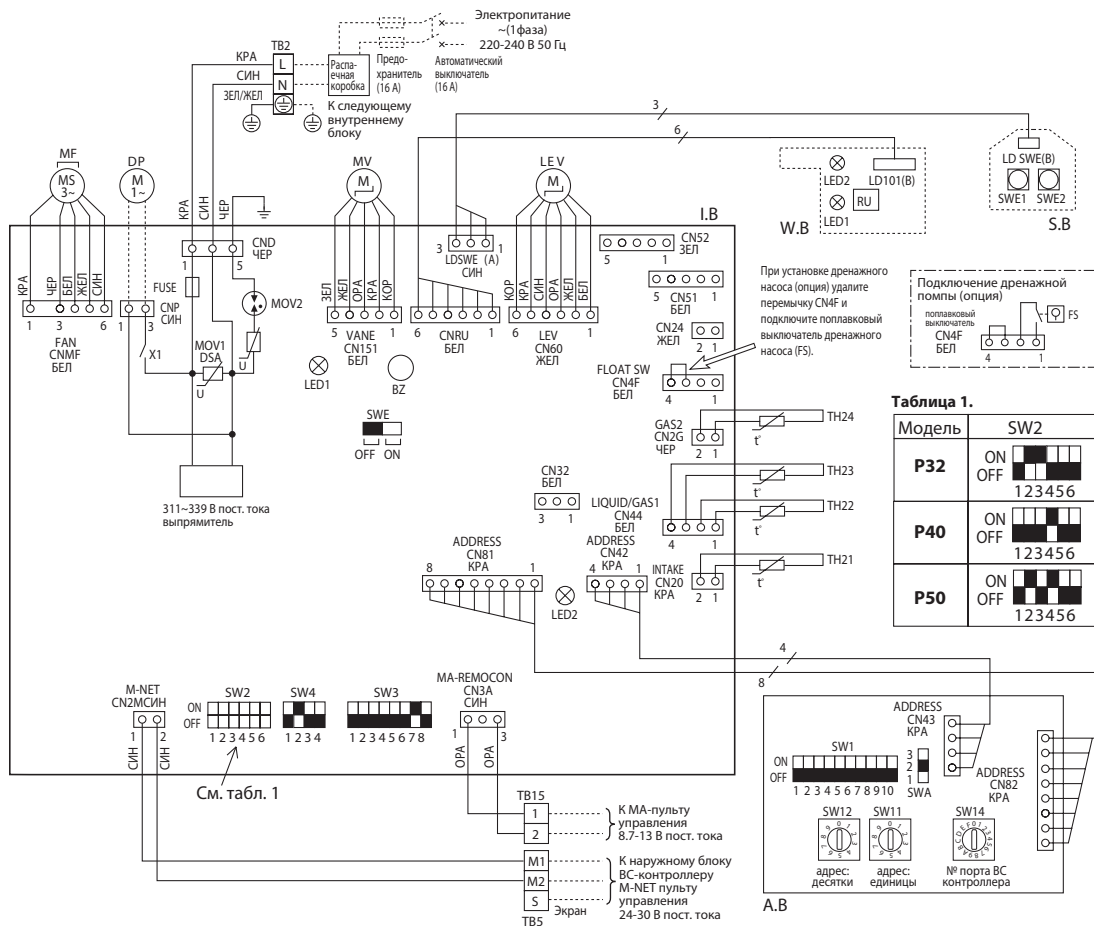 Электропитание
~(1фаза)
220-240 В 50 Гц
TB2
КРА
L
Распа-
ечная
коробка
Предо-
хранитель
(16 А)
Автоматический
выключатель
(16 А)
СИН
N
ЗЕЛ/ЖЕЛ
К следующему
внутреннему
блоку
3
6
MF
MS
3~
DP
M
1~
MV
M
LEV
M
LED2
LD101(B)
LED1
RU
W.B
LD SWE(B)
SWE1 SWE2
S.B
I.B
КРА
СИН
ЧЕР
CND
ЧЕР
1
5
FUSE
MOV2
MOV1
DSA
U
U
X1
КРА
ЧЕР
БЕЛ
ЖЕЛ
СИН
1 3 6
FAN
CNMF
БЕЛ
1 3
CNP
СИН
311~339 В пост. тока
выпрямитель
ЗЕЛ
ЖЕЛ
ОРА
КРА
КОР
5 1
VANE
CN151
БЕЛ
3 1
LDSWE (A)
СИН
6 1
CNRU
БЕЛ
КОР
КРА
СИН
ОРА
ЖЕЛ
БЕЛ
6 1
LEV
CN60
ЖЕЛ
CN52
ЗЕЛ
5 1
5 1
CN51
БЕЛ
CN24
ЖЕЛ
2 1
FLOAT SW
CN4F
БЕЛ
4 1
При установке дренажного
насоса (опция) удалите
перемычку CN4F и
подключите поплавковый
выключатель дренажного
насоса (FS).
Подключение дренажной
помпы (опция)
поплавковый
выключатель
CN4F
БЕЛ
4 1
FS
LED1
BZ
SWE
OFF ON
GAS2
CN2G
ЧЕР
2 1
t°
TH24
TH23
t°
TH22
t°
LIQUID/GAS1
CN44
БЕЛ
4 1
CN32
БЕЛ
3 1
INTAKE
CN20
КРА
2 1
t°
TH21
ADDRESS
CN81
КРА
8 1
LED2
ADDRESS
CN42
КРА
4 1
Таблица 1.
Модель SW2
P32 ON
OFF
123456
P40 ON
OFF
123456
P50 ON
OFF
123456
4
8
M-NET
CN2MСИН
1 2
СИН
СИН
SW2
ON
OFF
1 2 3 4 5 6
SW4
1 2 3 4
SW3
1 2 3 4 5 6 7 8
См. табл. 1
MA-REMOCON
CN3A
СИН
1 3
ОРА
ОРА
TB15
1
2
К МА-пульту
управления
8.7-13 В пост. тока
M1
M2
S
TB5
Экран
К наружному блоку
ВС-контроллеру
M-NET пульту
управления
24-30 В пост. тока
SW1
ON
OFF
1 2 3 4 5 6 7 8 9 10
3
2
1
SWA
ADDRESS
CN43
КРА
ADDRESS
CN82
КРА
SW12
адрес:
десятки
SW11
адрес:
единицы
SW14
№ порта ВС
контроллера
A.B